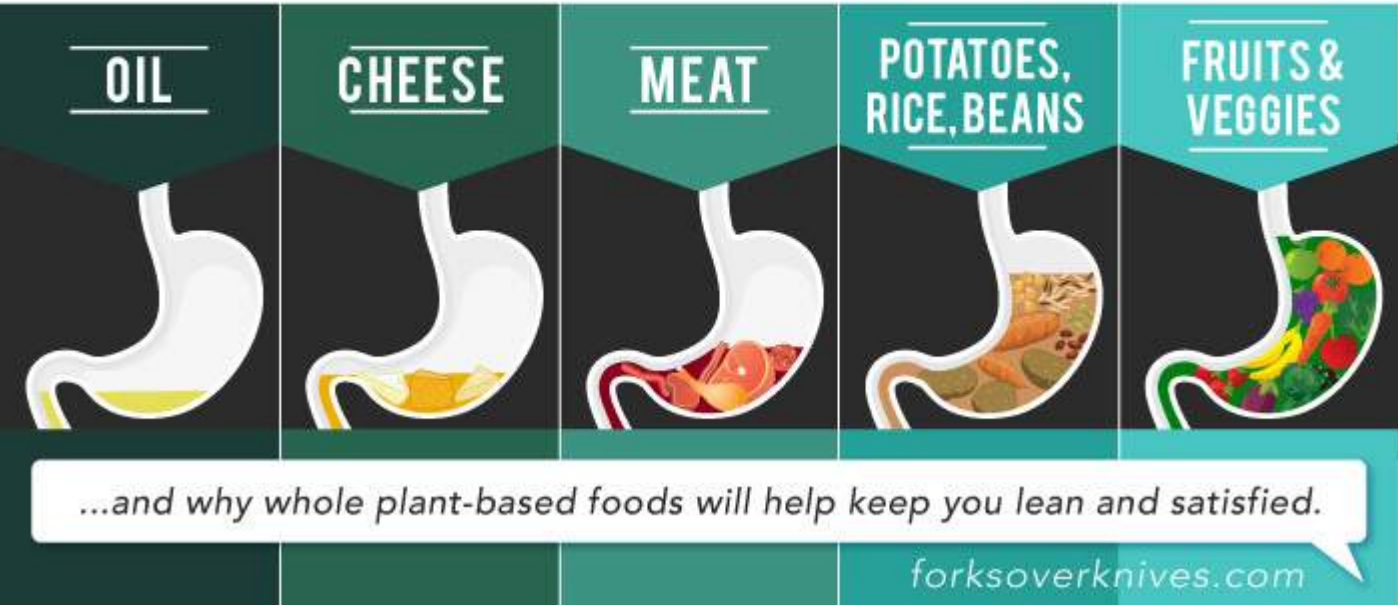 OIL
CHEESE
MEAT
POTATOES,
RICE, BEANS
FRUITS &
VEGGIES
...and why whole plant-based foods will help keep you lean and satisfied.
forksoverknives.com